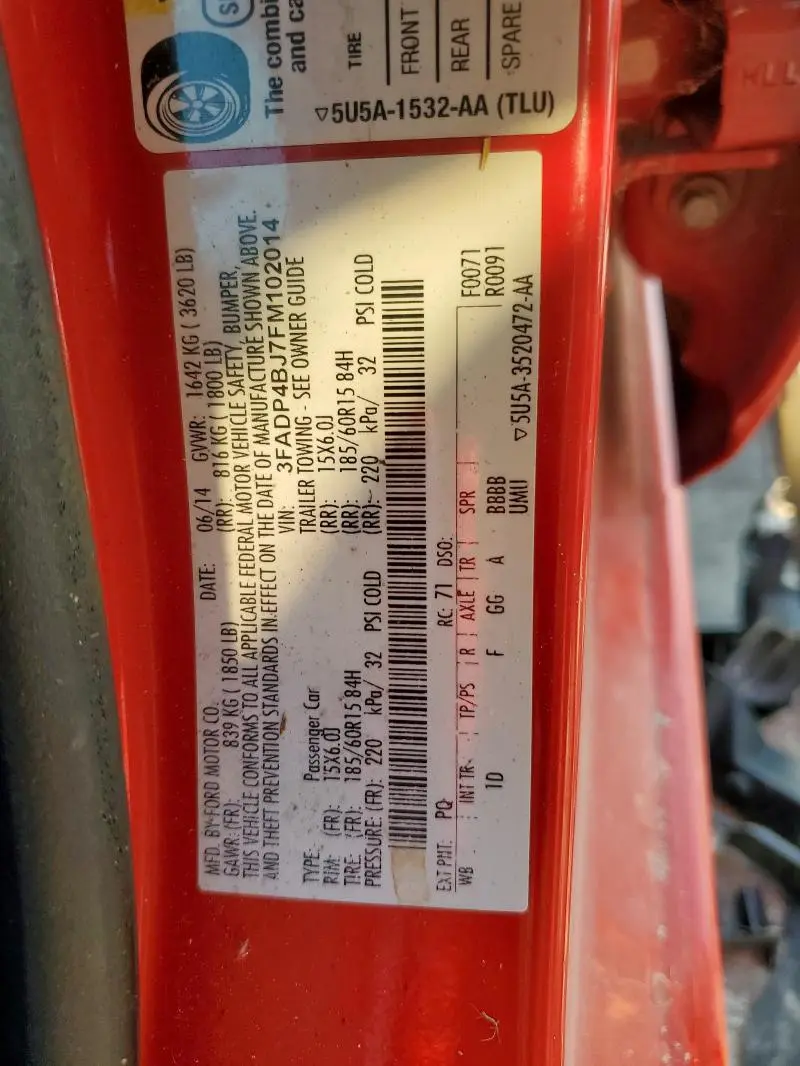 The combi
and ca
TIRE
FRONT
REAR
SPARE
▽5U5A-1532-AA (TLU)
MFD. BY FORD MOTOR CO. DATE: 06/14 GVWR: 1642 KG ( 3620 LB)
GAWR: (FR): 839 KG ( 1850 LB) (RR): 816 KG ( 1800 LB)
THIS VEHICLE CONFORMS TO ALL APPLICABLE FEDERAL MOTOR VEHICLE SAFETY, BUMPER,
AND THEFT PREVENTION STANDARDS IN EFFECT ON THE DATE OF MANUFACTURE SHOWN ABOVE.
VIN: 3FADP4BJ7FM102014
TYPE: Passenger Car TRAILER TOWING - SEE OWNER GUIDE
RIM: (FR): 15X6.0J (RR): 15X6.0J
TIRE: (FR): 185/60R15 84H (RR): 185/60R15 84H
PRESSURE: (FR): 220 kPa/ 32 PSI COLD (RR): 220 kPa/ 32 PSI COLD
EXT PNT: PQ RC: 71 DSO:
WB INT TR TP/PS R AXLE TR SPR F0071
1D F GG A BBBB R0091
UMU
▽5U5A-3520472-AA